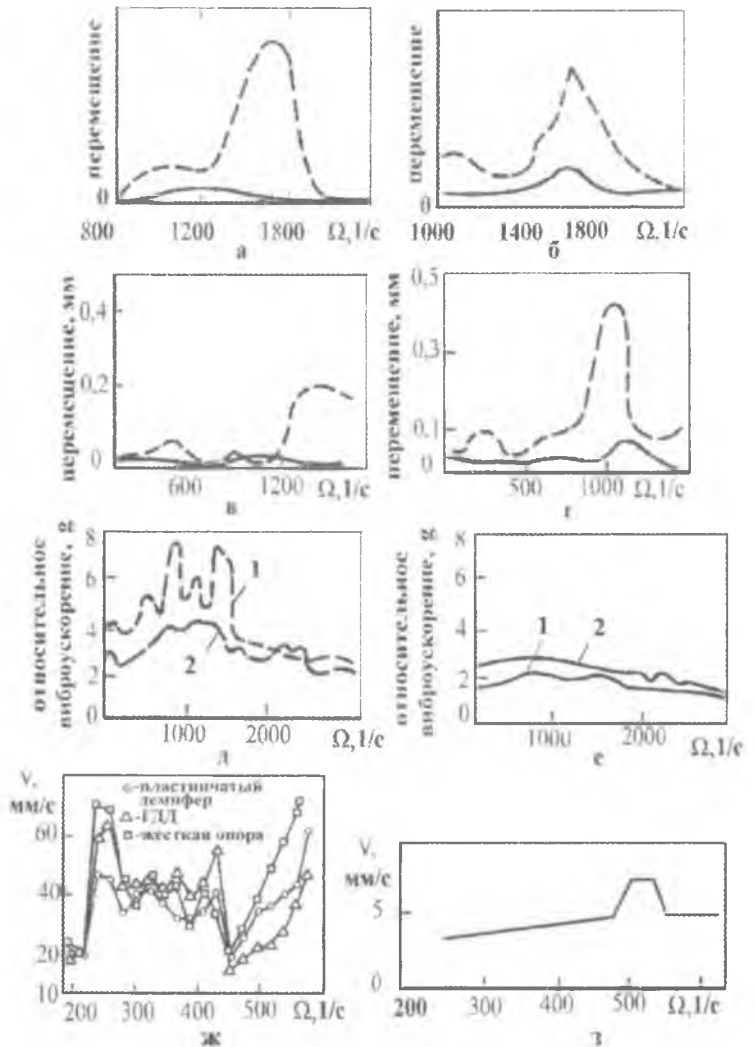 перемещение
0
800 1200 1800 Ω,1/с
а
перемещение
0
1000 1400 1800 Ω,1/с
б
перемещение, мм
0,4
0,2
0
600 1200 Ω,1/с
в
перемещение, мм
0,5
0,3
0,1
0
500 1000 Ω,1/с
г
относительное
виброускорение, g
8
6
4
2
0
1
2
1000 2000 Ω,1/с
д
относительное
виброускорение, g
8
6
4
2
0
1
2
1000 2000 Ω,1/с
е
V,
мм/с
60
40
20
10
-пластинчатый
демпфер
-ГДД
-жесткая опора
200 300 400 500 Ω,1/с
ж
V,
мм/с
5
0
200 300 400 500 Ω,1/с
з